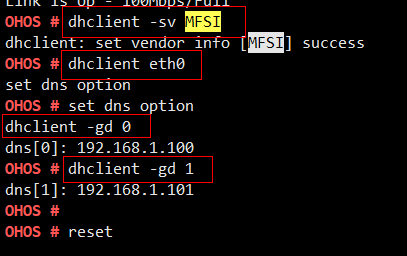 Link is Up - 100Mbps/Full
OHOS # dhclient -sv MFSI
dhclient: set vendor info [MFSI] success
OHOS # dhclient eth0
set dns option
OHOS # set dns option
dhclient -gd 0
dns[0]: 192.168.1.100
OHOS # dhclient -gd 1
dns[1]: 192.168.1.101
OHOS #
OHOS # reset